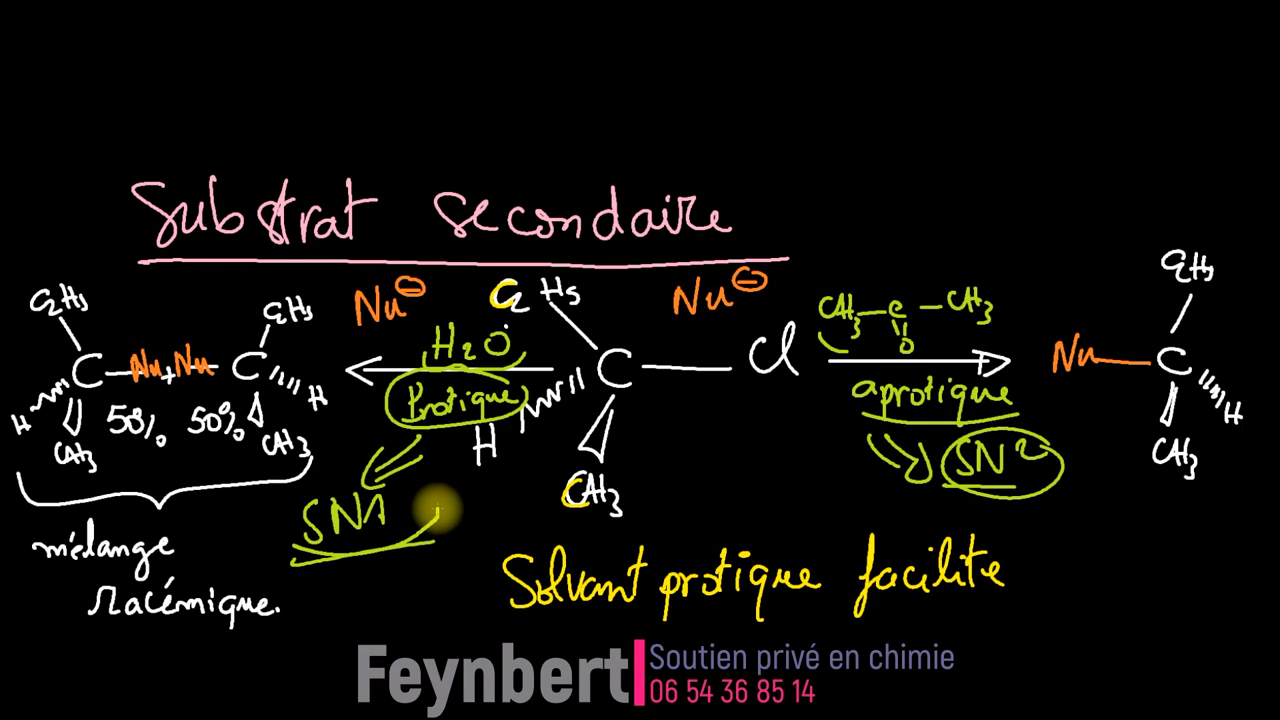 Substrat secondaire
C2H5
C2H5
Nu⊖
C2H5
Nu⊖
CH3—C—CH3
O
C2H5
H2O
C—Nu + Nu—C
C—Cl
Nu—C
H
CH3
50%
50%
CH3
H
Protique
H
CH3
aprotique
H
CH3
SN1
SN2
mélange
racémique.
Solvant protique facilite
Feynbert
Soutien privé en chimie
06 54 36 85 14